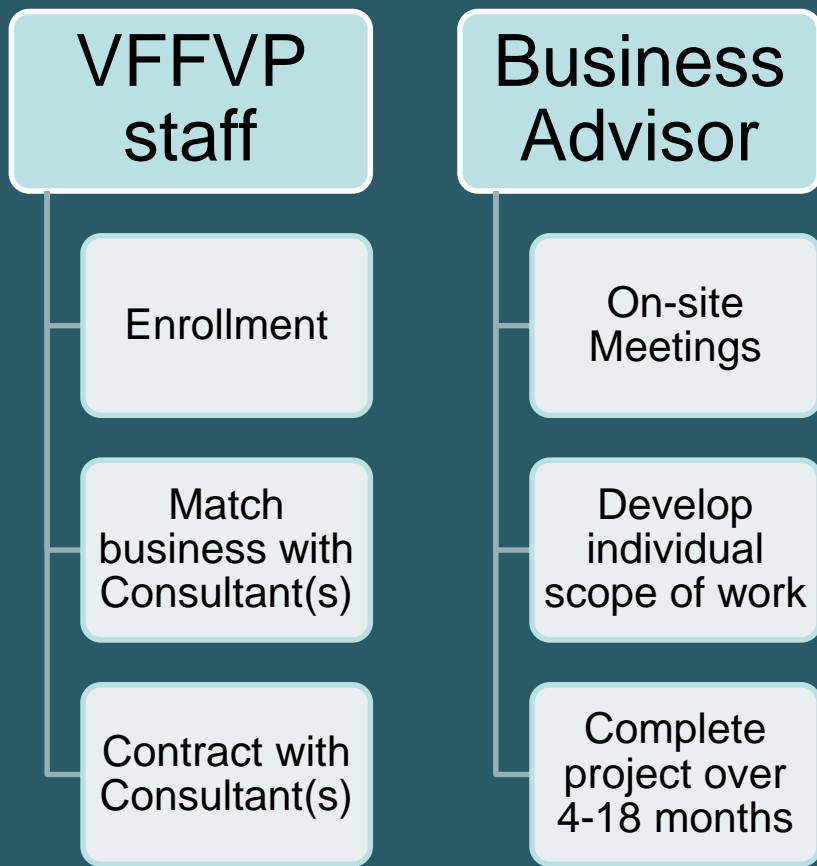 VFFVP
staff
Enrollment
Match
business with
Consultant(s)
Contract with
Consultant(s)
Business
Advisor
On-site
Meetings
Develop
individual
scope of work
Complete
project over
4-18 months